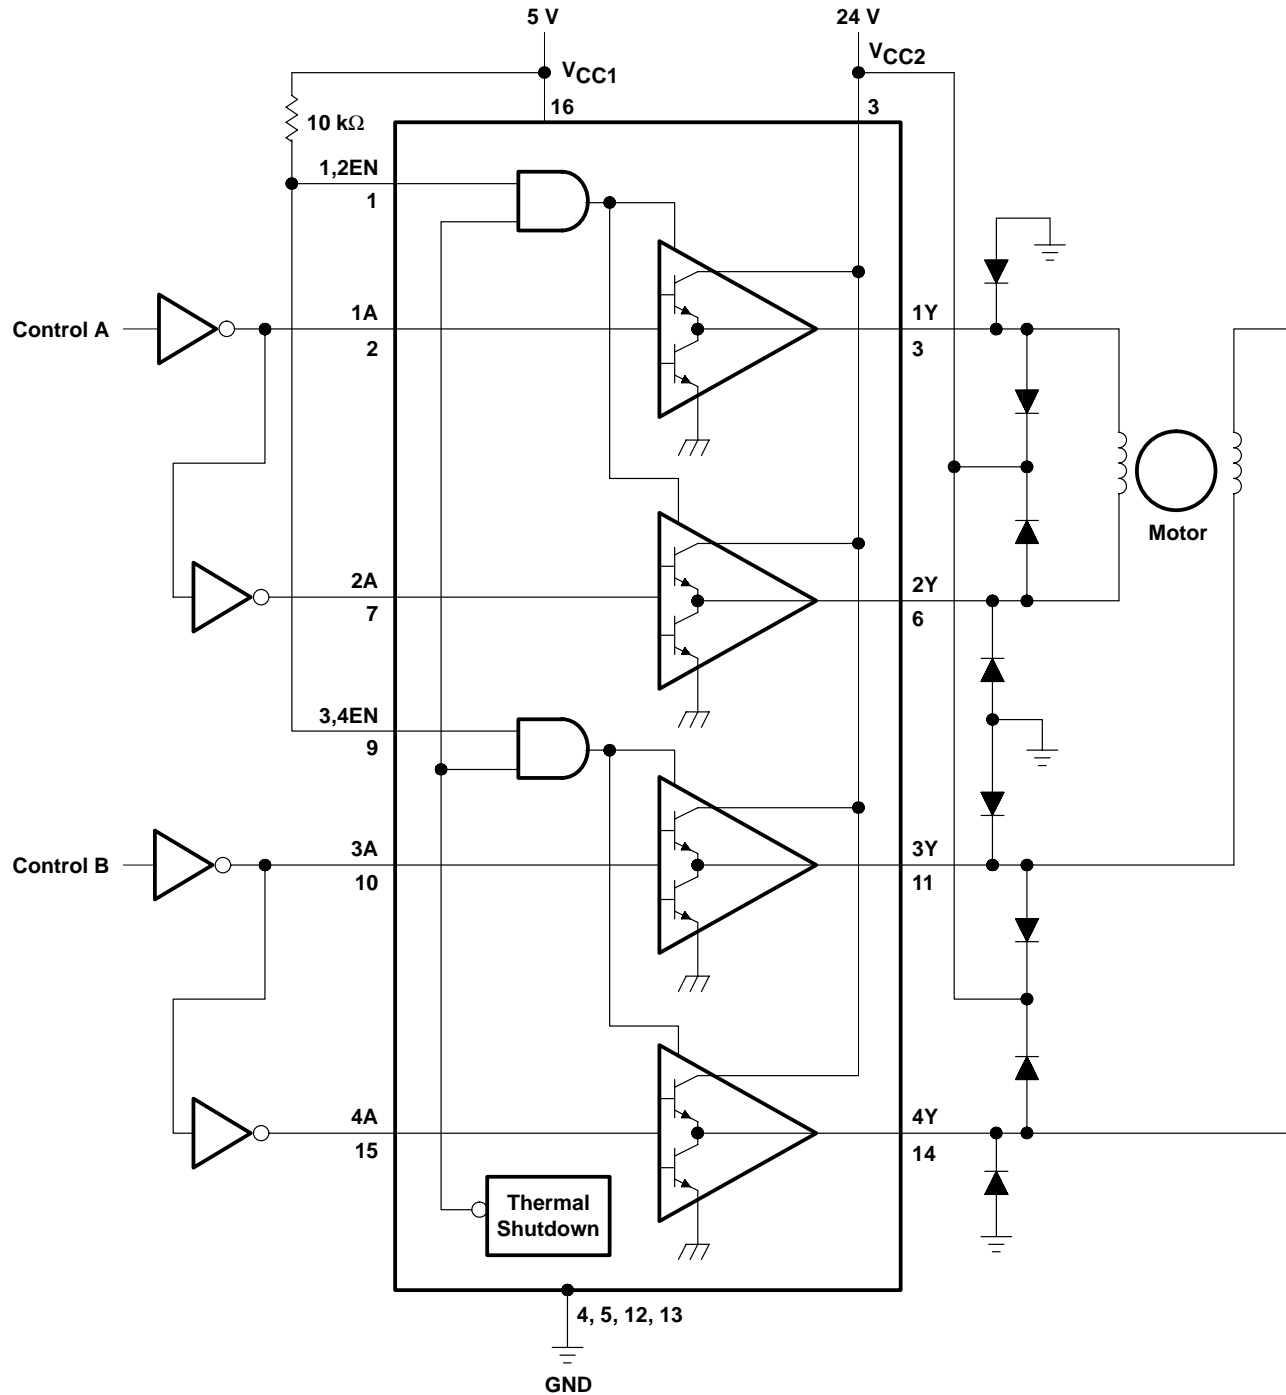 5 V
24 V
VCC1
VCC2
16
3
10 kΩ
1,2EN
1
Control A
1A
2
1Y
3
Motor
2A
7
2Y
6
3,4EN
9
Control B
3A
10
3Y
11
4A
15
4Y
14
Thermal
Shutdown
4, 5, 12, 13
GND